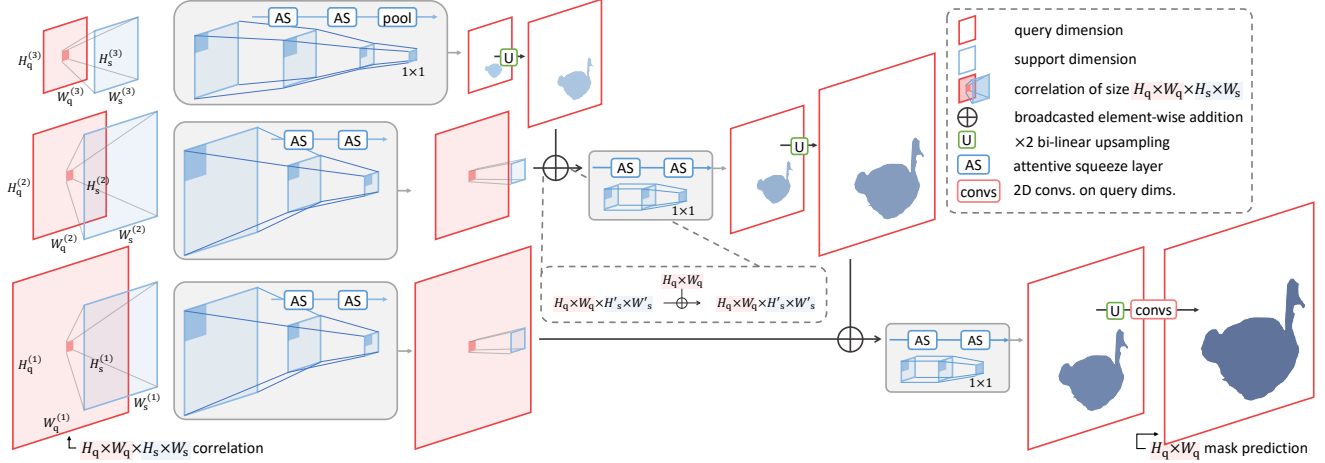 AS AS pool
H_q^(3)
H_s^(3)
W_q^(3)
W_s^(3)
1×1
U
query dimension
support dimension
correlation of size H_q×W_q×H_s×W_s
broadcasted element-wise addition
U ×2 bi-linear upsampling
AS attentive squeeze layer
convs 2D convs. on query dims.
H_q^(2)
H_s^(2)
W_q^(2)
W_s^(2)
AS AS
AS AS
1×1
U
H_q×W_q
H_q×W_q×H'_s×W'_s
H_q×W_q×H'_s×W'_s
H_q^(1)
H_s^(1)
W_q^(1)
W_s^(1)
AS AS
AS AS
1×1
U convs
H_q×W_q×H_s×W_s correlation
H_q×W_q mask prediction